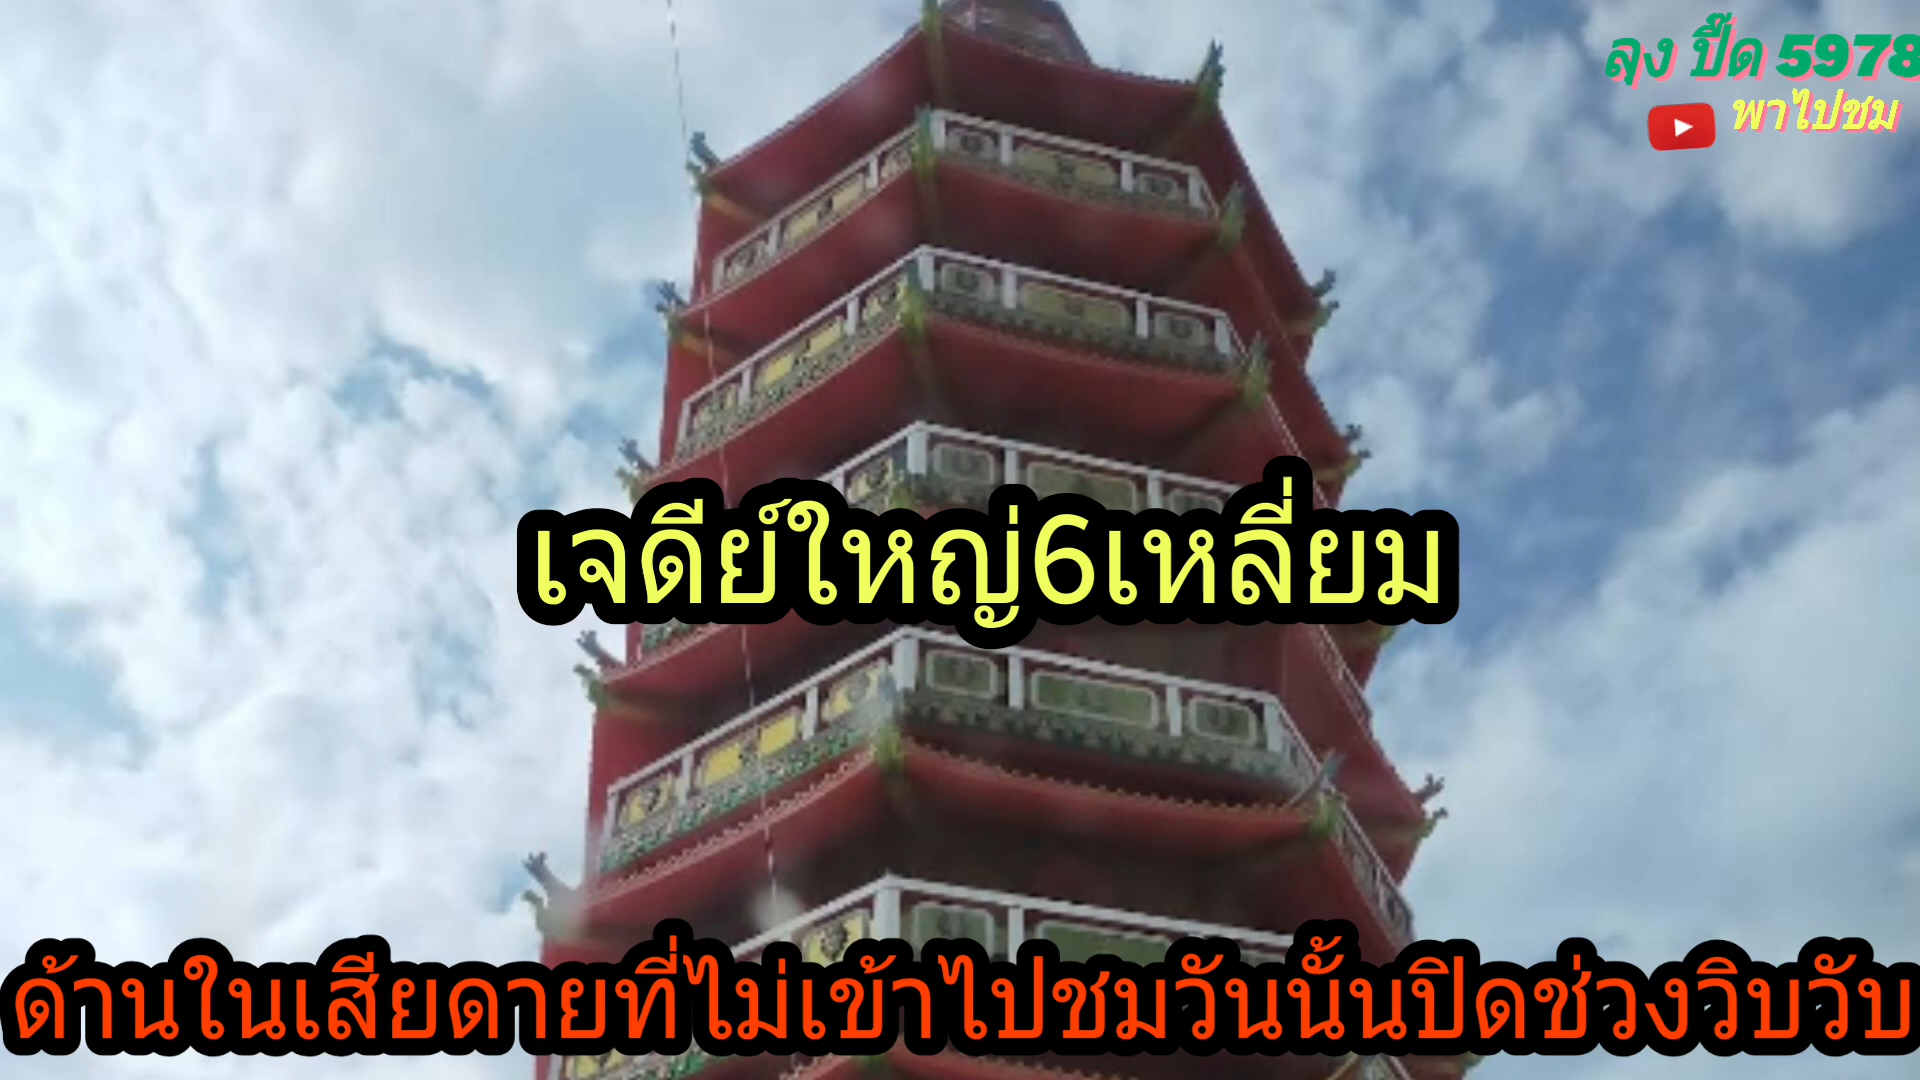 ลุง ปี๊ด 5978
พาไปชม
เจดีย์ใหญ่6เหลี่ยม
ด้านในเสียดายที่ไม่เข้าไปชมวันนั้นปิดช่วงวิบวับ